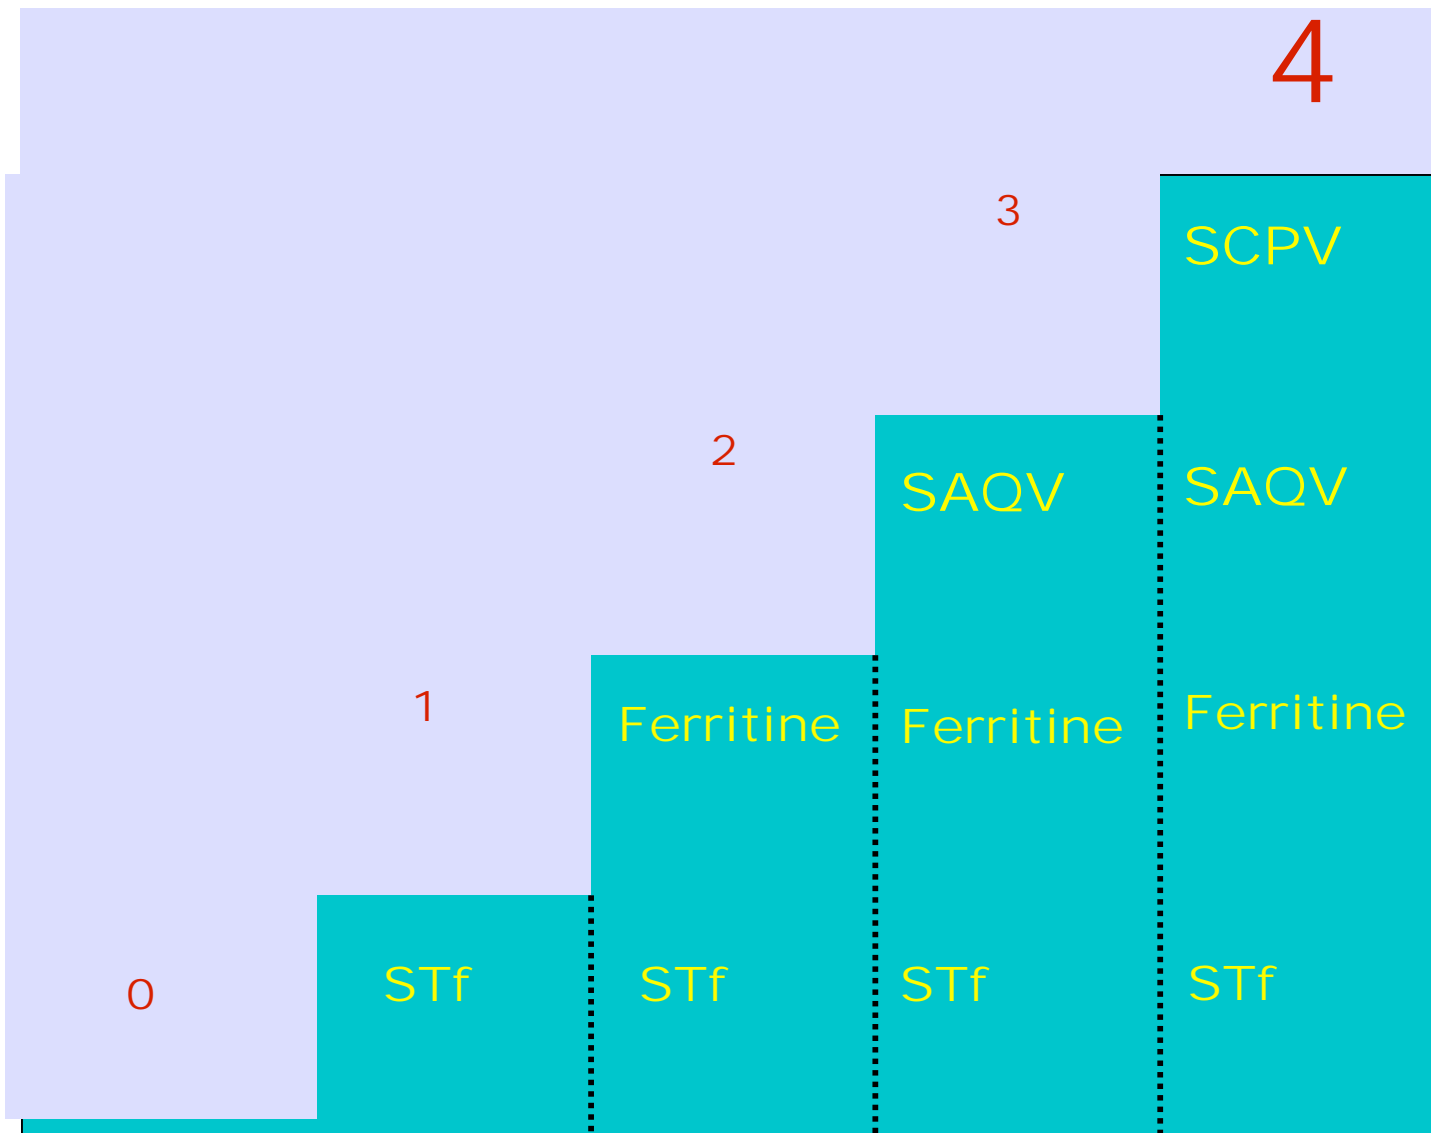 4
3
SCPV
2
SAQV SAQV
1
Ferritine Ferritine Ferritine
0 STf STf STf STf